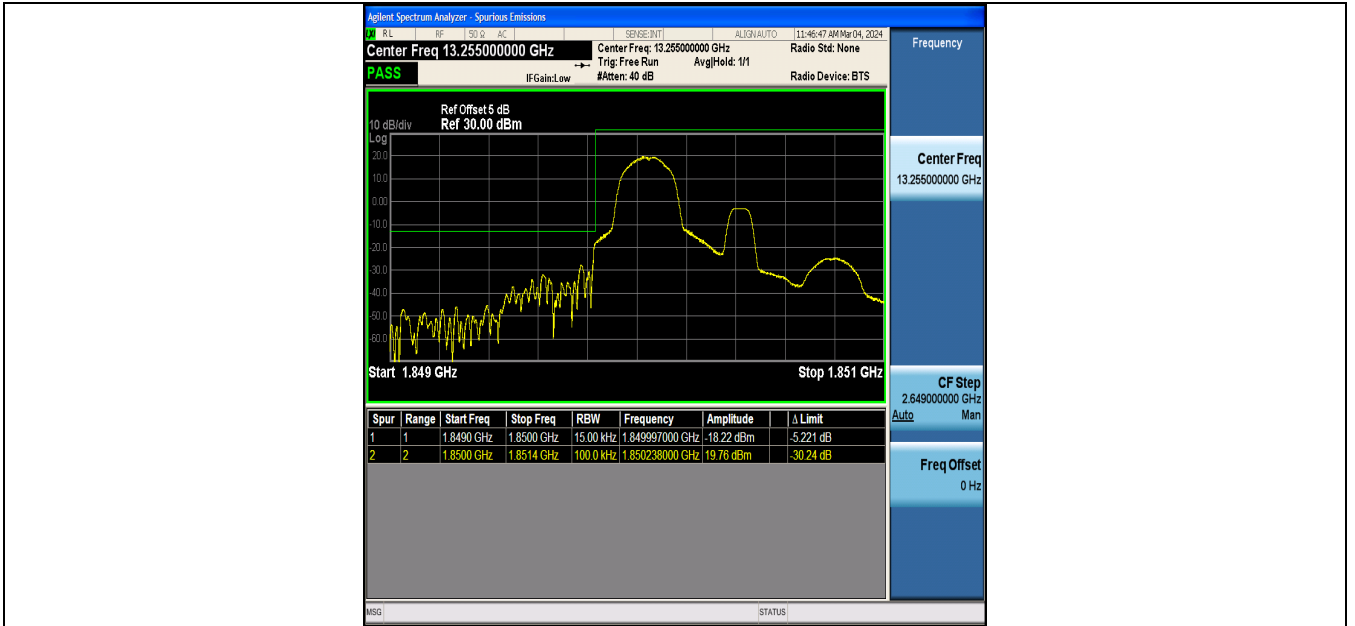 Agilent Spectrum Analyzer - Spurious Emissions
LXI RL RF 50 Ω AC SENSE:INT ALIGN AUTO 11:46:47 AM Mar 04, 2024
Center Freq 13.255000000 GHz
Center Freq: 13.255000000 GHz
Radio Std: None
Trig: Free Run Avg|Hold: 1/1
PASS
IFGain:Low
#Atten: 40 dB
Radio Device: BTS
Ref Offset 5 dB
10 dB/div Ref 30.00 dBm
Log
20.0
10.0
0.00
-10.0
-20.0
-30.0
-40.0
-50.0
-60.0
Start 1.849 GHz Stop 1.851 GHz
Spur Range Start Freq Stop Freq RBW Frequency Amplitude Δ Limit
1 1 1.8490 GHz 1.8500 GHz 15.00 kHz 1.849997000 GHz -18.22 dBm -5.221 dB
2 2 1.8500 GHz 1.8514 GHz 100.0 kHz 1.850238000 GHz 19.76 dBm -30.24 dB
MSG STATUS
Frequency
Center Freq
13.255000000 GHz
CF Step
2.649000000 GHz
Auto Man
Freq Offset
0 Hz